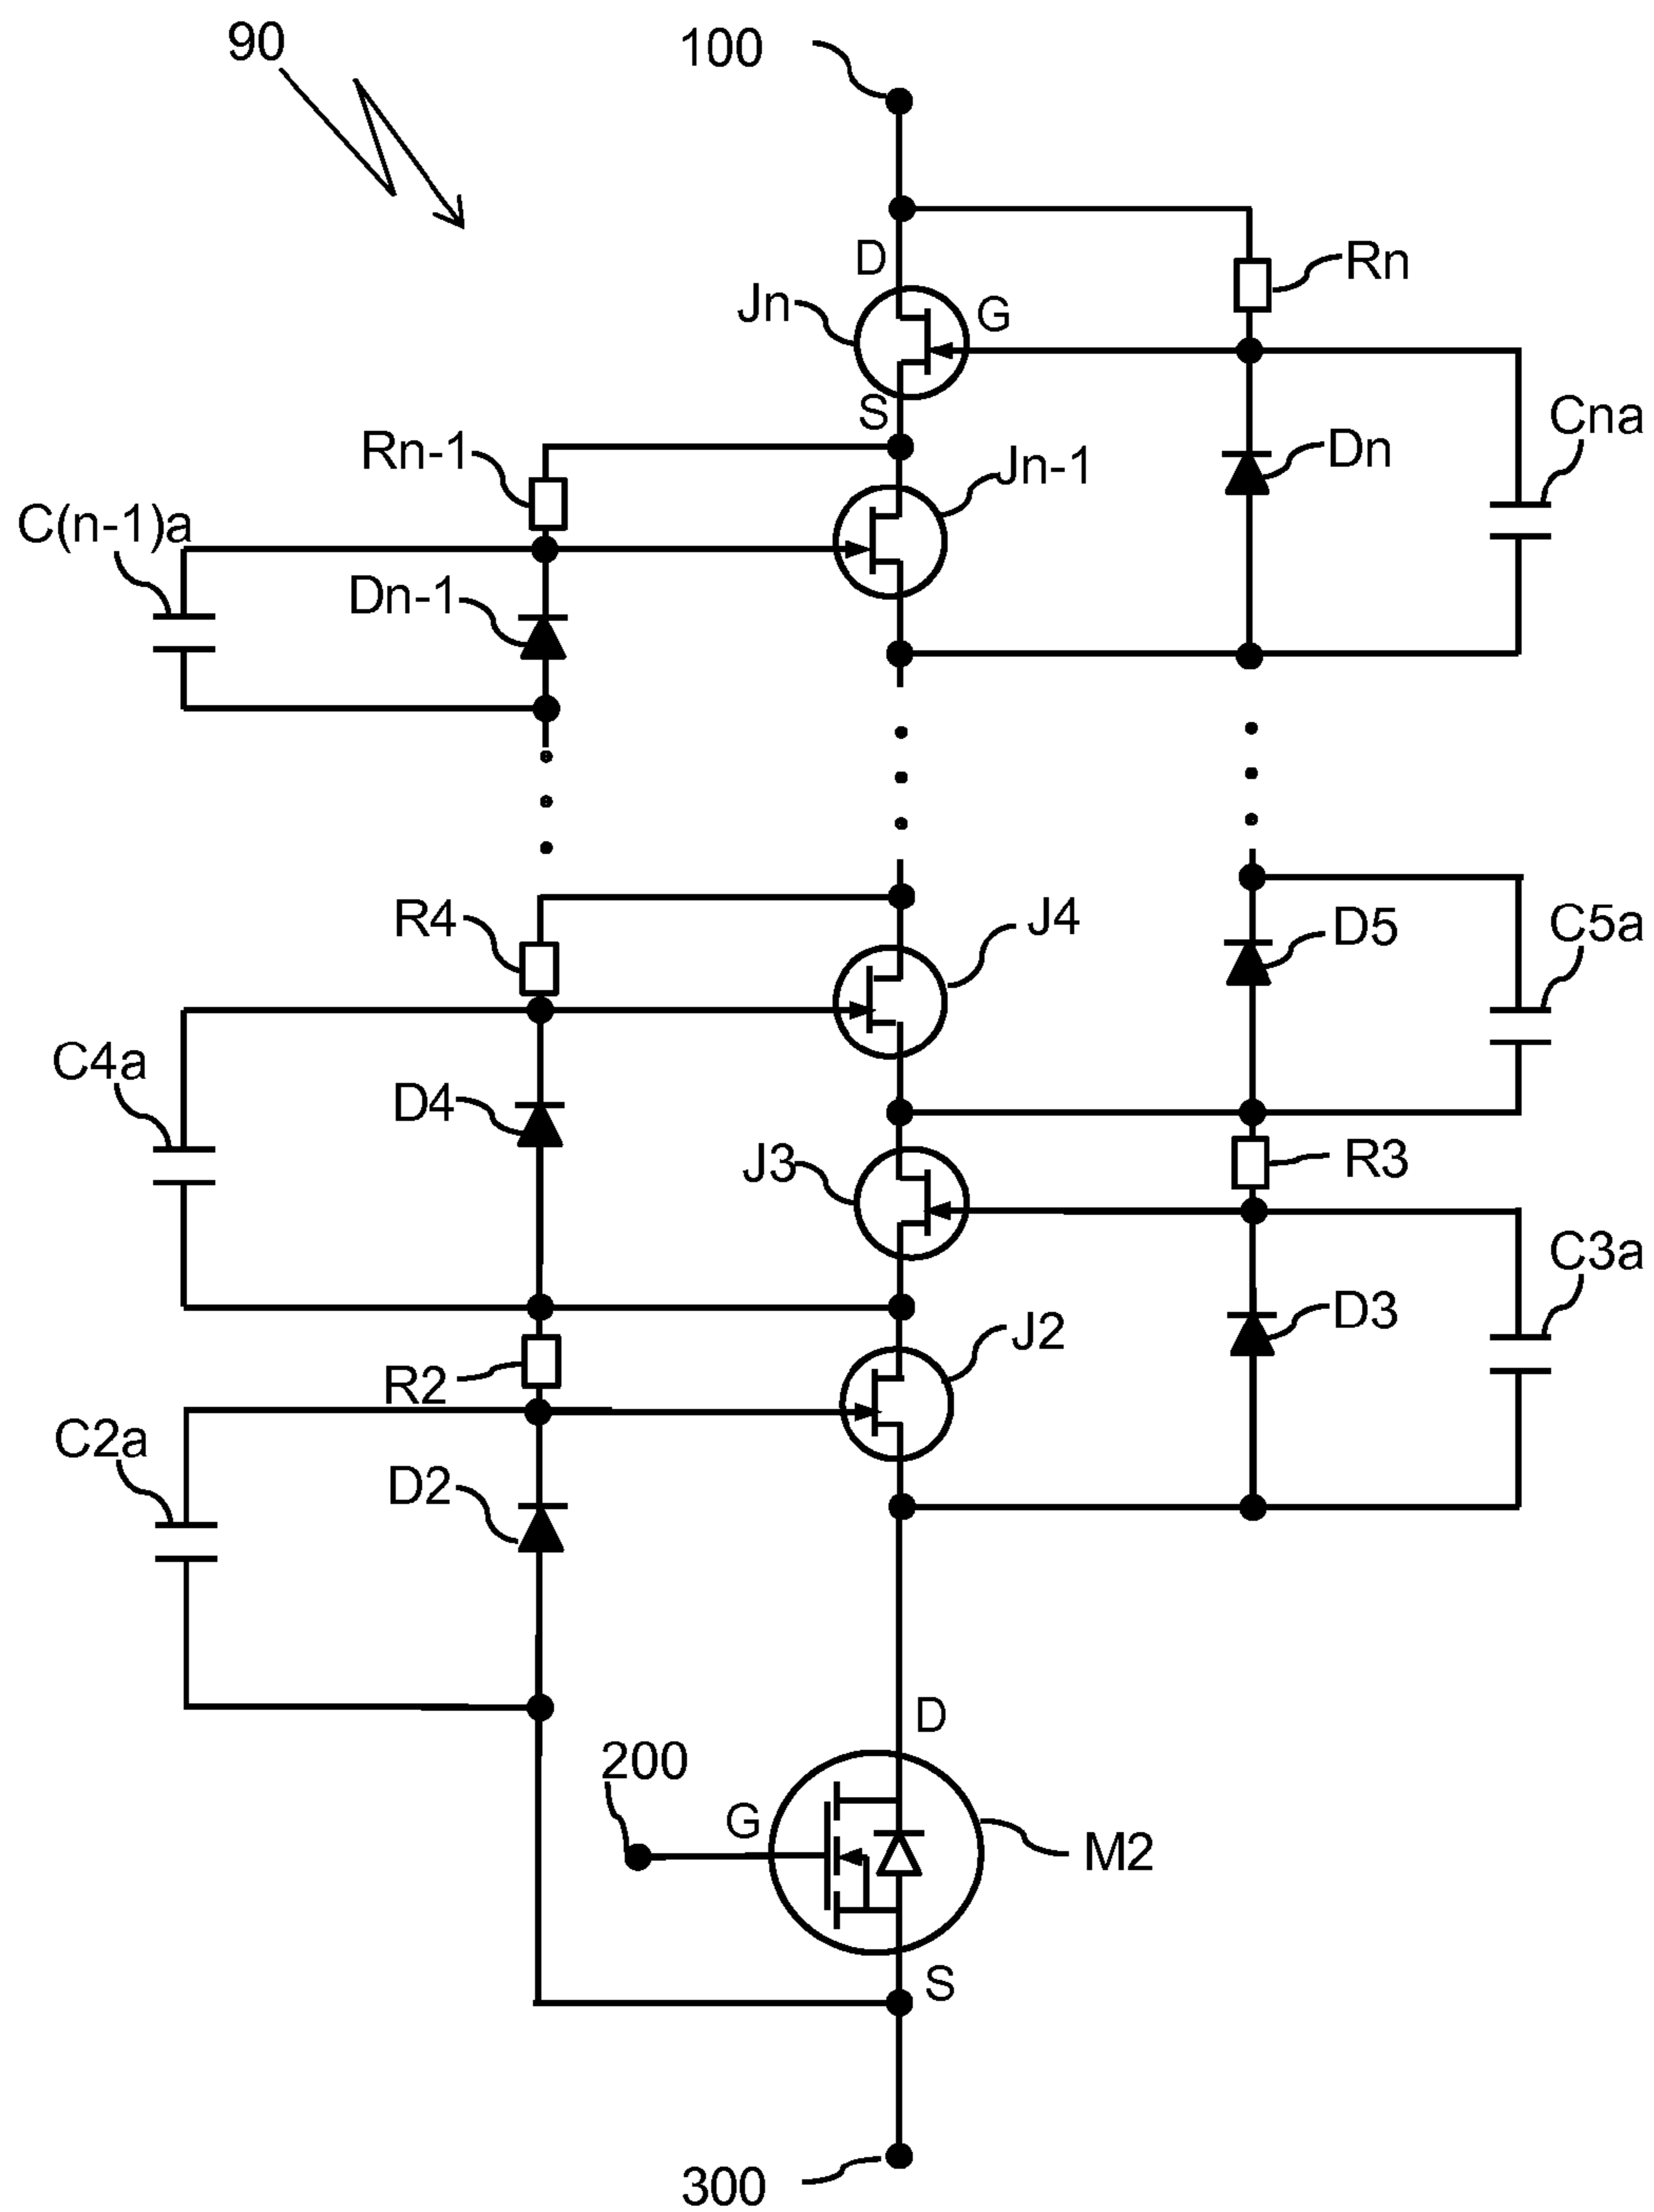 90
100
D
Rn
Jn
G
S
Cna
Rn-1
Dn
Jn-1
C(n-1)a
Dn-1
R4
J4
D5
C5a
C4a
D4
J3
R3
C3a
D3
J2
R2
C2a
D2
D
200
G
M2
S
300